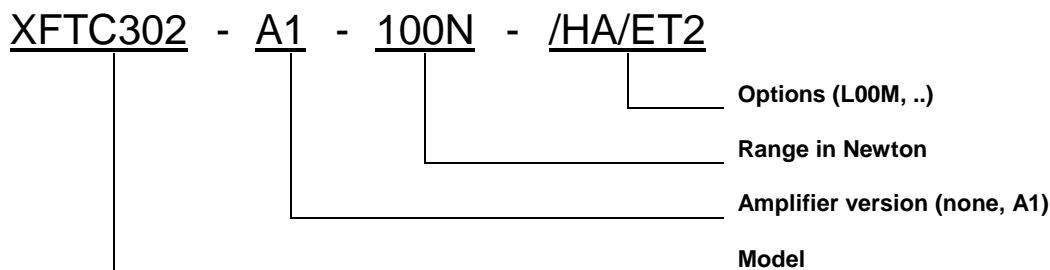 XFTC302 - A1 - 100N - /HA/ET2
Options (L00M, ..)
Range in Newton
Amplifier version (none, A1)
Model